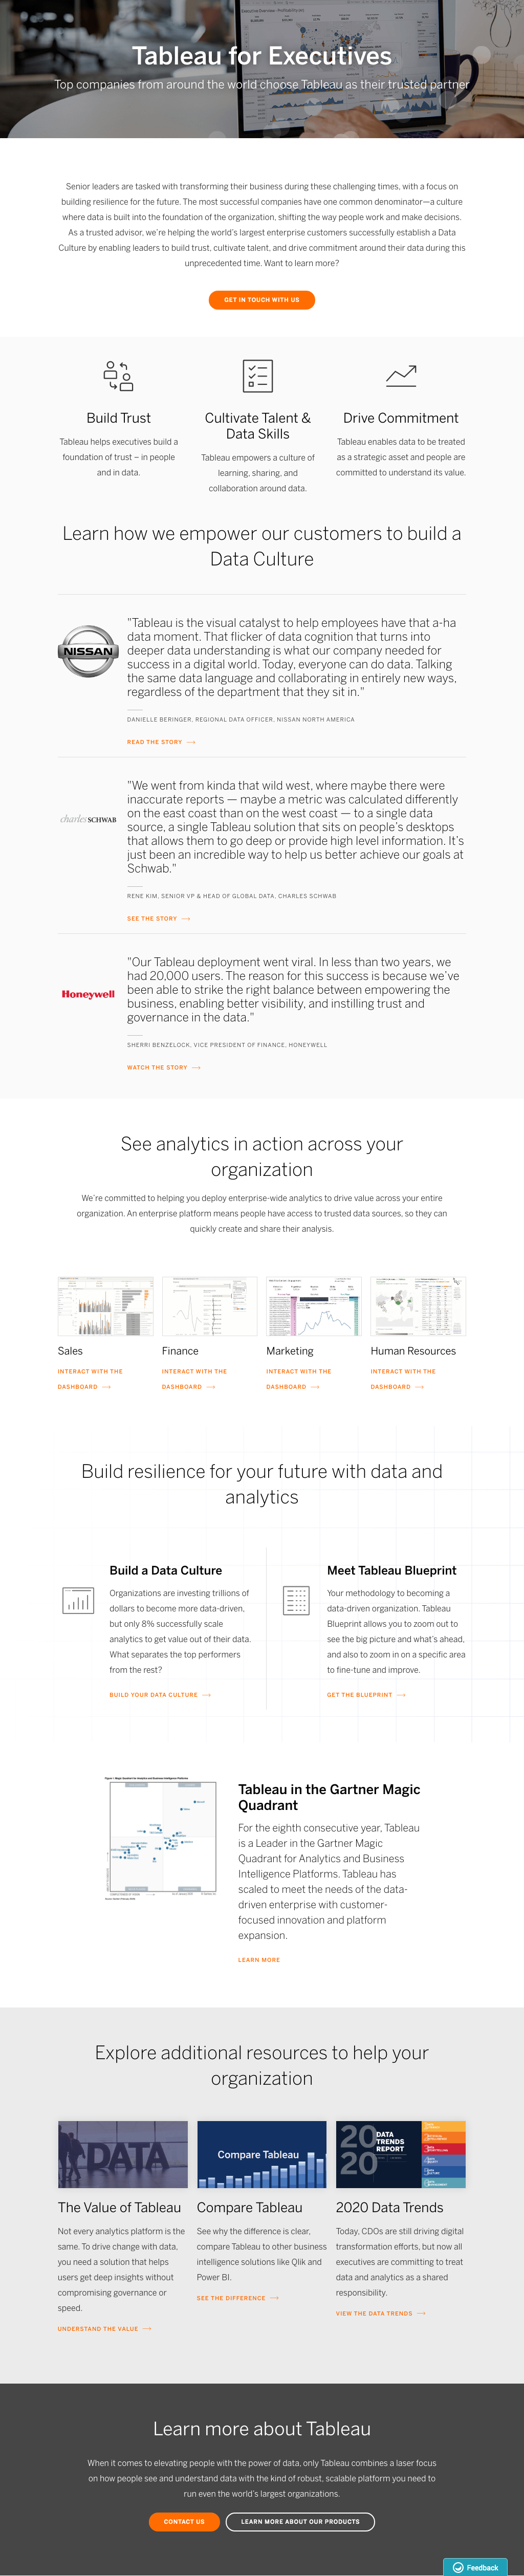 Tableau for Executives
Top companies from around the world choose Tableau as their trusted partner
Senior leaders are tasked with transforming their business during these challenging times, with a focus on
building resilience for the future. The most successful companies have one common denominator—a culture
where data is built into the foundation of the organization, shifting the way people work and make decisions.
As a trusted advisor, we're helping the world's largest enterprise customers successfully establish a Data
Culture by enabling leaders to build trust, cultivate talent, and drive commitment around their data during this
unprecedented time. Want to learn more?
GET IN TOUCH WITH US
Build Trust
Tableau helps executives build a
foundation of trust – in people
and in data.
Cultivate Talent &
Data Skills
Tableau empowers a culture of
learning, sharing, and
collaboration around data.
Drive Commitment
Tableau enables data to be treated
as a strategic asset and people are
committed to understand its value.
Learn how we empower our customers to build a
Data Culture
NISSAN
"Tableau is the visual catalyst to help employees have that a-ha
data moment. That flicker of data cognition that turns into
deeper data understanding is what our company needed for
success in a digital world. Today, everyone can do data. Talking
the same data language and collaborating in entirely new ways,
regardless of the department that they sit in."
DANIELLE BERINGER, REGIONAL DATA OFFICER, NISSAN NORTH AMERICA
READ THE STORY
charles SCHWAB
"We went from kinda that wild west, where maybe there were
inaccurate reports — maybe a metric was calculated differently
on the east coast than on the west coast — to a single data
source, a single Tableau solution that sits on people's desktops
that allows them to go deep or provide high level information. It's
just been an incredible way to help us better achieve our goals at
Schwab."
RENE KIM. SENIOR VP & HEAD OF GLOBAL DATA, CHARLES SCHWAB
SEE THE STORY
Honeywell
"Our Tableau deployment went viral. In less than two years, we
had 20,000 users. The reason for this success is because we've
been able to strike the right balance between empowering the
business, enabling better visibility, and instilling trust and
governance in the data."
SHERRI BENZELOCK, VICE PRESIDENT OF FINANCE, HONEYWELL
WATCH THE STORY
See analytics in action across your
organization
We're committed to helping you deploy enterprise-wide analytics to drive value across your entire
organization. An enterprise platform means people have access to trusted data sources, so they can
quickly create and share their analysis.
Sales
INTERACT WITH THE
DASHBOARD
Finance
INTERACT WITH THE
DASHBOARD
Marketing
INTERACT WITH THE
DASHBOARD
Human Resources
INTERACT WITH THE
DASHBOARD
Build resilience for your future with data and
analytics
Build a Data Culture
Organizations are investing trillions of
dollars to become more data-driven,
but only 8% successfully scale
analytics to get value out of their data.
What separates the top performers
from the rest?
BUILD YOUR DATA CULTURE
Meet Tableau Blueprint
Your methodology to becoming a
data-driven organization. Tableau
Blueprint allows you to zoom out to
see the big picture and what's ahead,
and also to zoom in on a specific area
to fine-tune and improve.
GET THE BLUEPRINT
Tableau in the Gartner Magic
Quadrant
For the eighth consecutive year, Tableau
is a Leader in the Gartner Magic
Quadrant for Analytics and Business
Intelligence Platforms. Tableau has
scaled to meet the needs of the data-
driven enterprise with customer-
focused innovation and platform
expansion.
LEARN MORE
Explore additional resources to help your
organization
DATA
The Value of Tableau
Not every analytics platform is the
same. To drive change with data,
you need a solution that helps
users get deep insights without
compromising governance or
speed.
UNDERSTAND THE VALUE
Compare Tableau
Compare Tableau
See why the difference is clear,
compare Tableau to other business
intelligence solutions like Qlik and
Power BI.
SEE THE DIFFERENCE
2020
DATA
TRENDS
REPORT
2020 Data Trends
Today, CDOs are still driving digital
transformation efforts, but now all
executives are committing to treat
data and analytics as a shared
responsibility.
VIEW THE DATA TRENDS
Learn more about Tableau
When it comes to elevating people with the power of data, only Tableau combines a laser focus
on how people see and understand data with the kind of robust, scalable platform you need to
run even the world's largest organizations.
CONTACT US
LEARN MORE ABOUT OUR PRODUCTS
Feedback